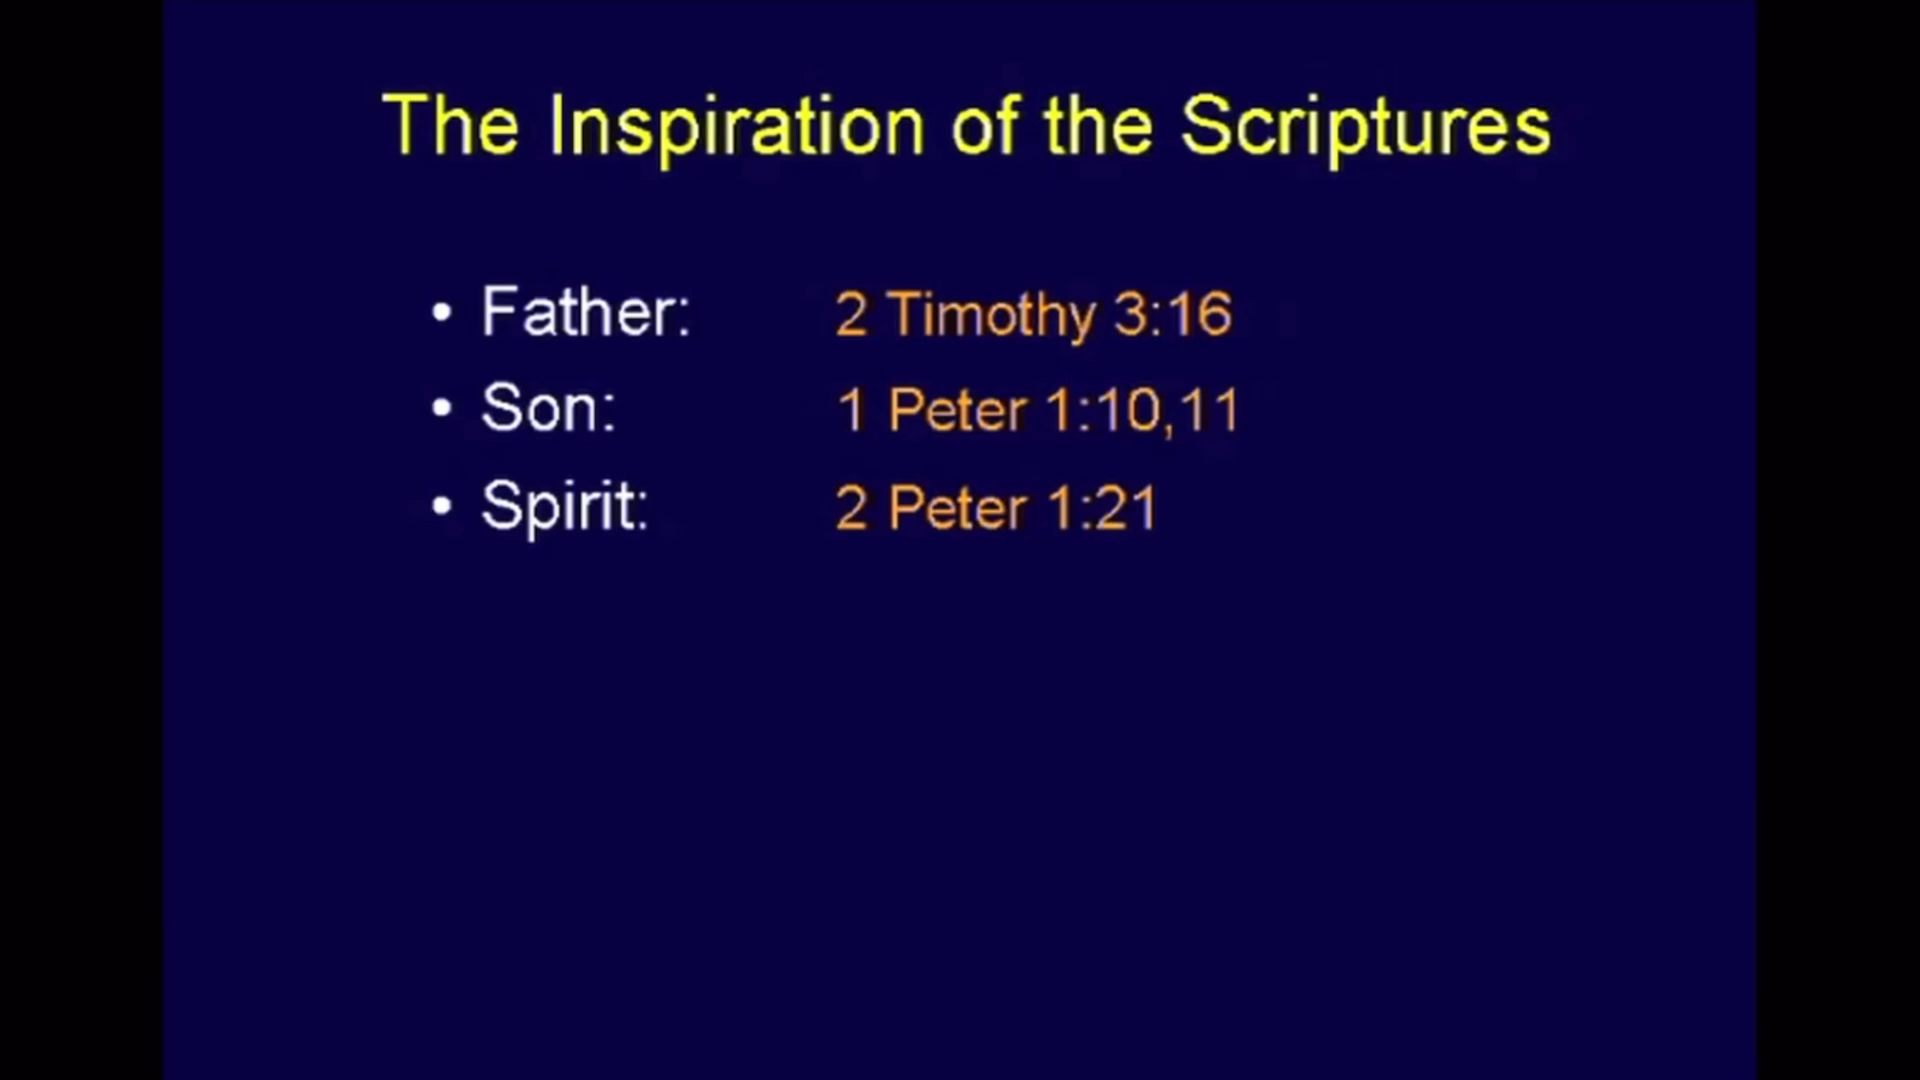 The Inspiration of the Scriptures
• Father: 2 Timothy 3:16
• Son: 1 Peter 1:10,11
• Spirit: 2 Peter 1:21